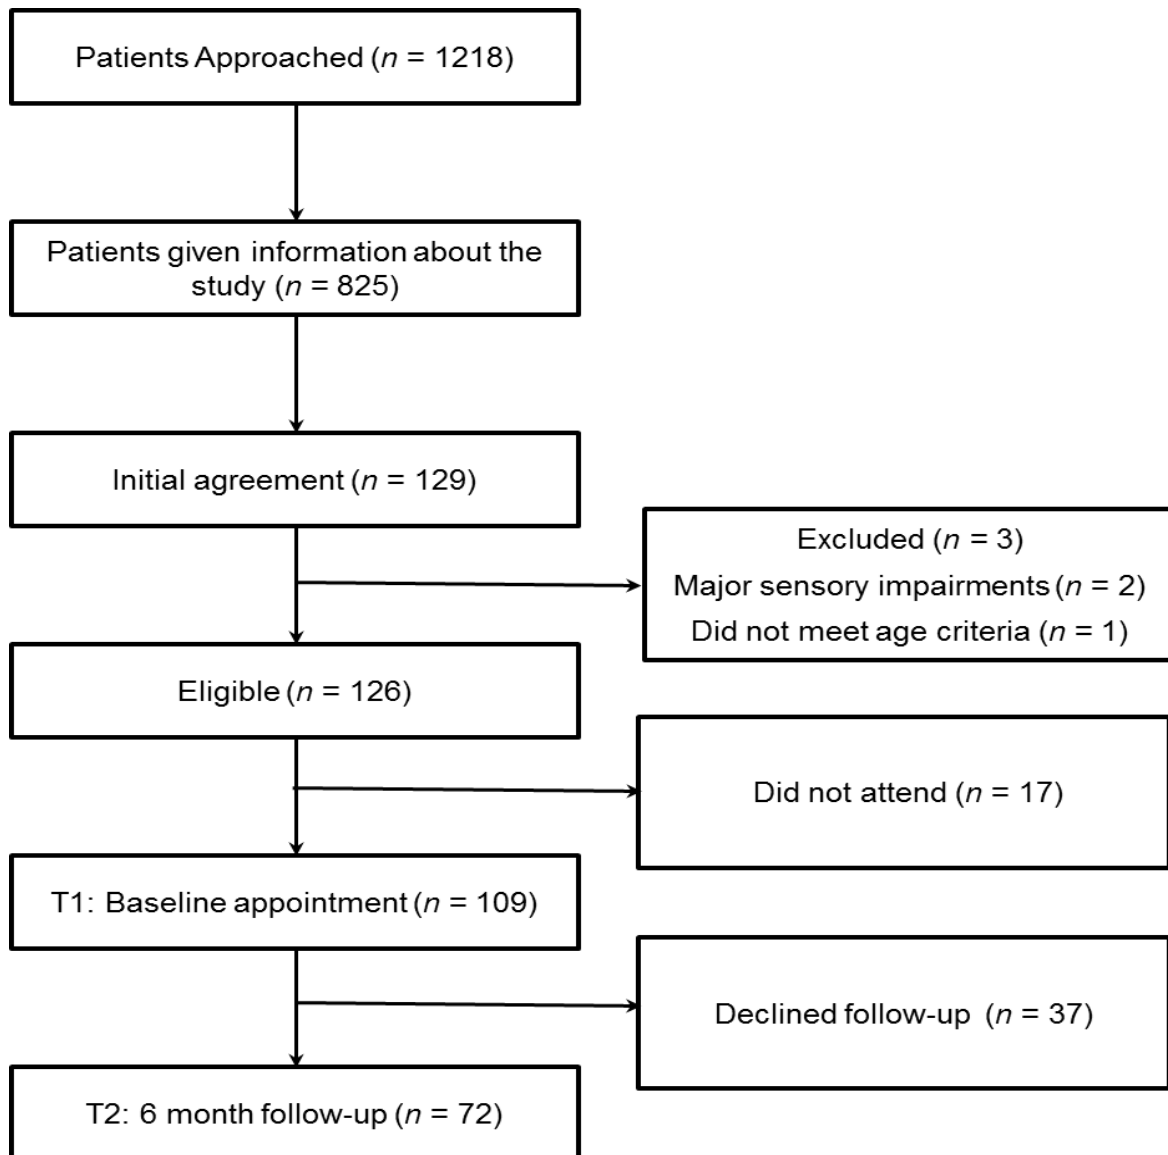 Patients Approached (n = 1218)
Patients given information about the
study (n = 825)
Initial agreement (n = 129)
Excluded (n = 3)
Major sensory impairments (n = 2)
Did not meet age criteria (n = 1)
Eligible (n = 126)
Did not attend (n = 17)
T1: Baseline appointment (n = 109)
Declined follow-up (n = 37)
T2: 6 month follow-up (n = 72)